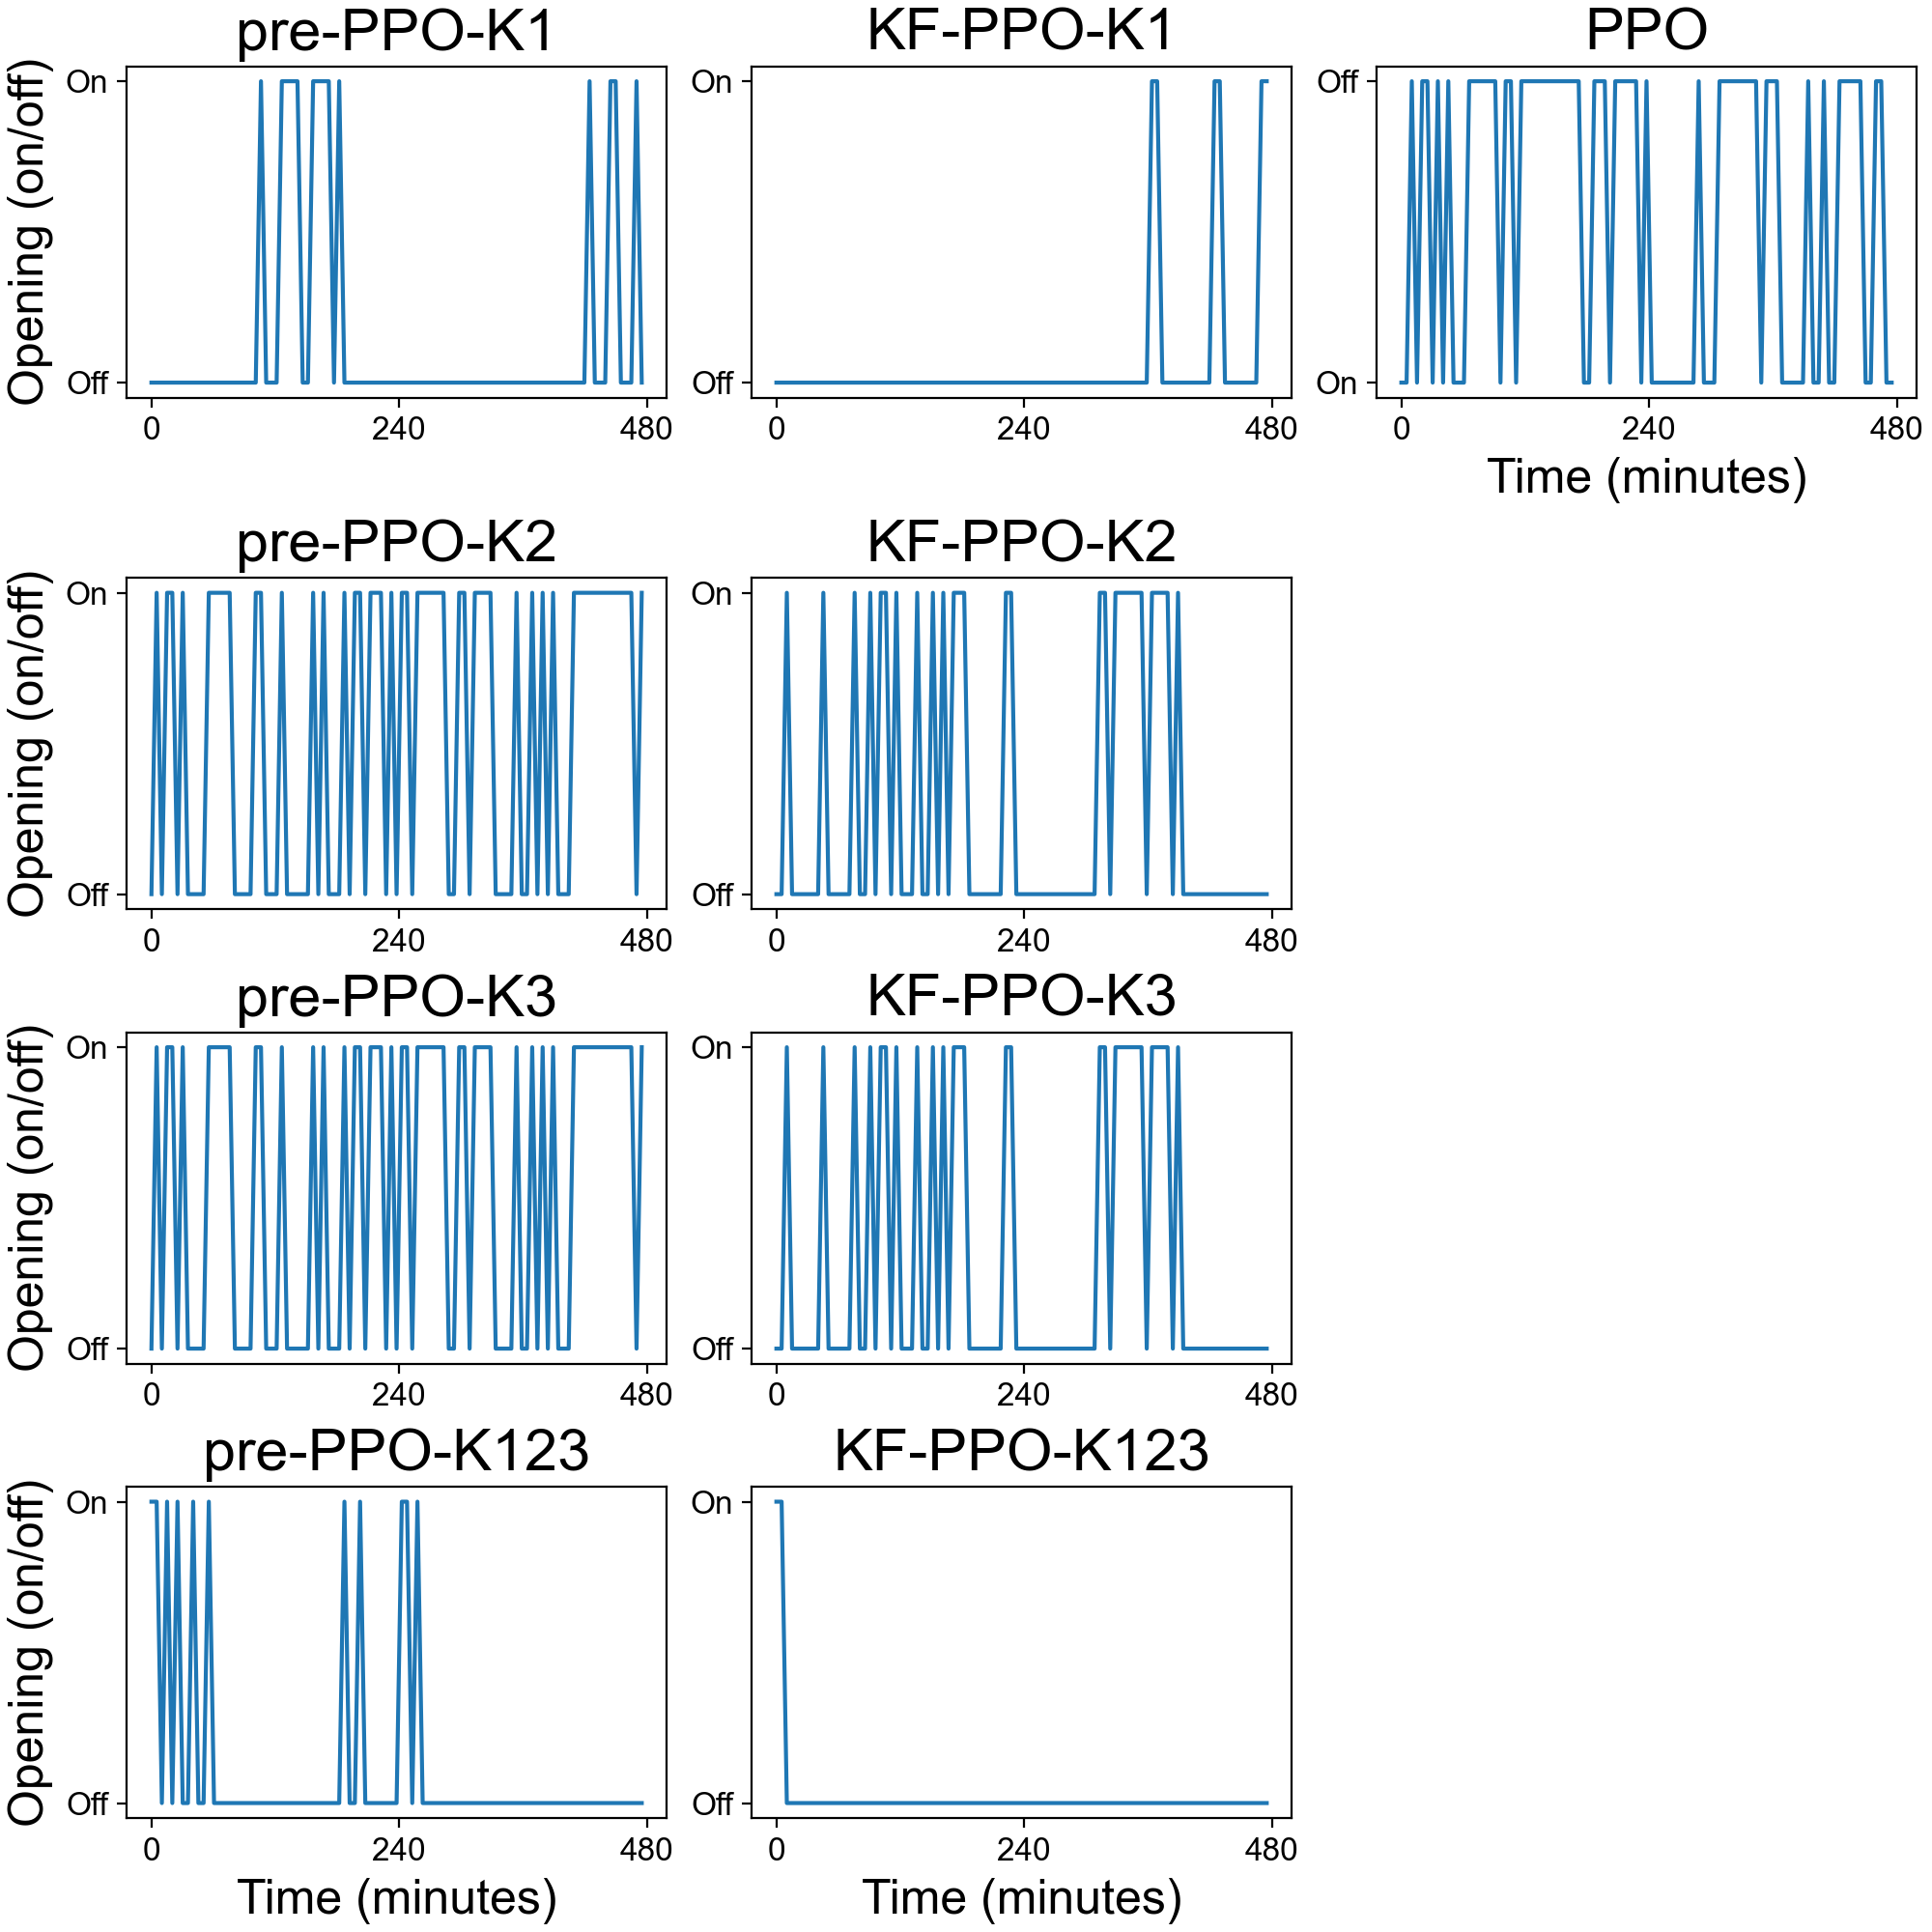 pre-PPO-K1
KF-PPO-K1
PPO
Opening (on/off)
On
Off
0 240 480
On
Off
0 240 480
Off
On
0 240 480
Time (minutes)
pre-PPO-K2
KF-PPO-K2
Opening (on/off)
On
Off
0 240 480
On
Off
0 240 480
pre-PPO-K3
KF-PPO-K3
Opening (on/off)
On
Off
0 240 480
On
Off
0 240 480
pre-PPO-K123
KF-PPO-K123
Opening (on/off)
On
Off
0 240 480
Time (minutes)
On
Off
0 240 480
Time (minutes)